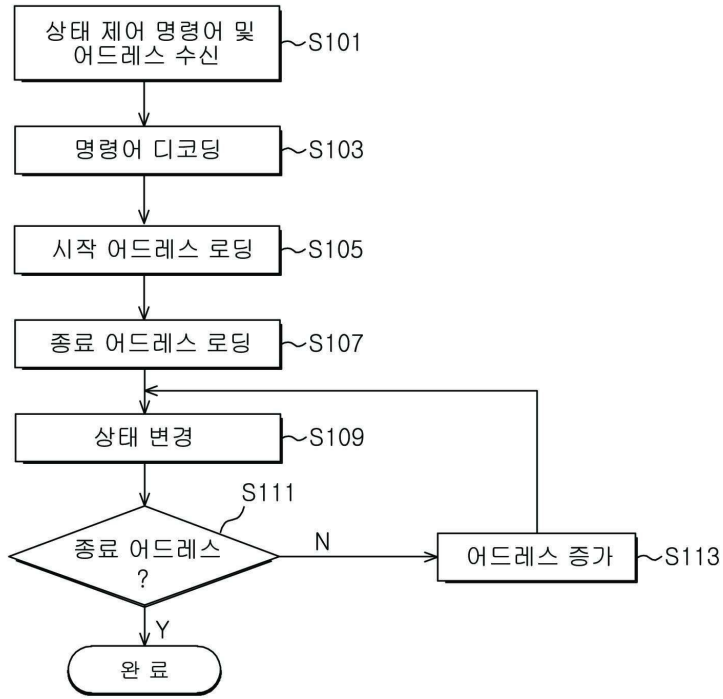 상태 제어 명령어 및
어드레스 수신
S101
명령어 디코딩
S103
시작 어드레스 로딩
S105
종료 어드레스 로딩
S107
상태 변경
S109
S111
종료 어드레스
?
N
어드레스 증가
S113
Y
완 료